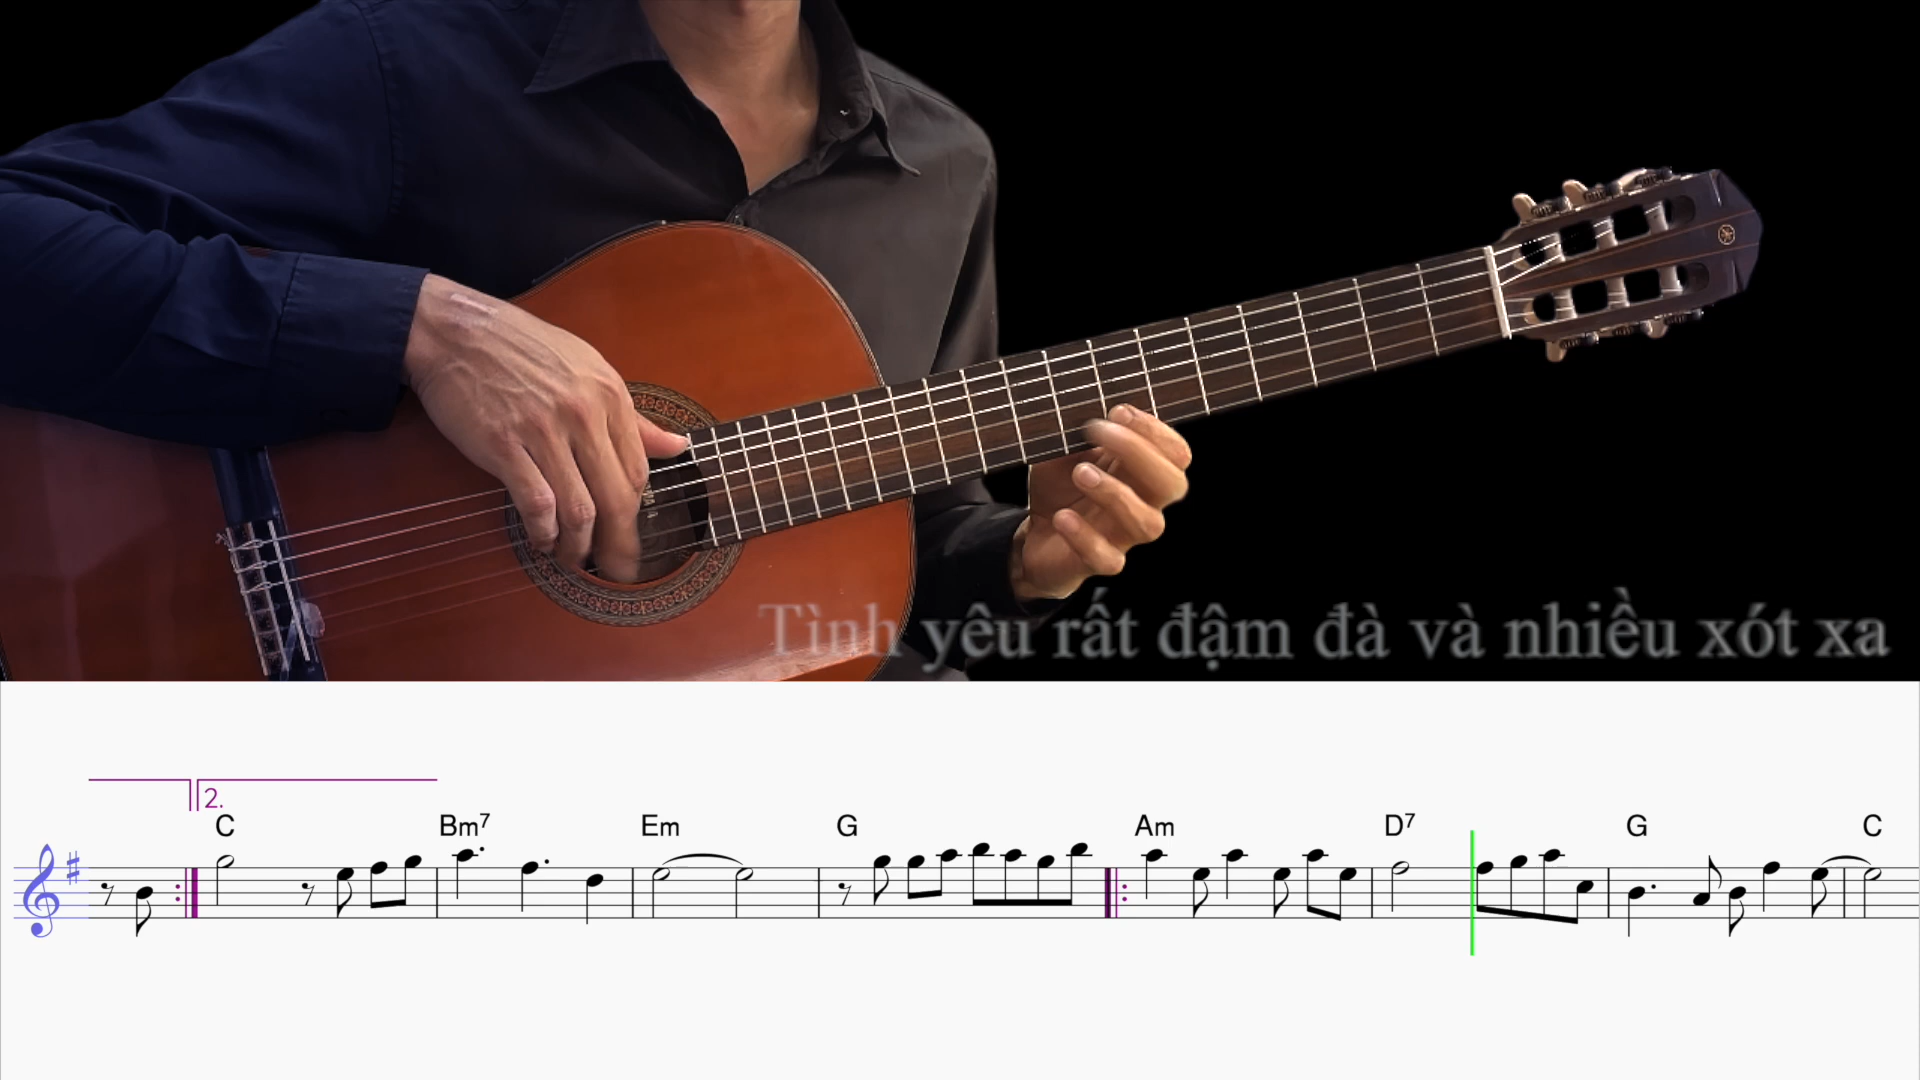 Tình yêu rất đậm đà và nhiều xót xa
2.
C Bm7 Em G Am D7 G C